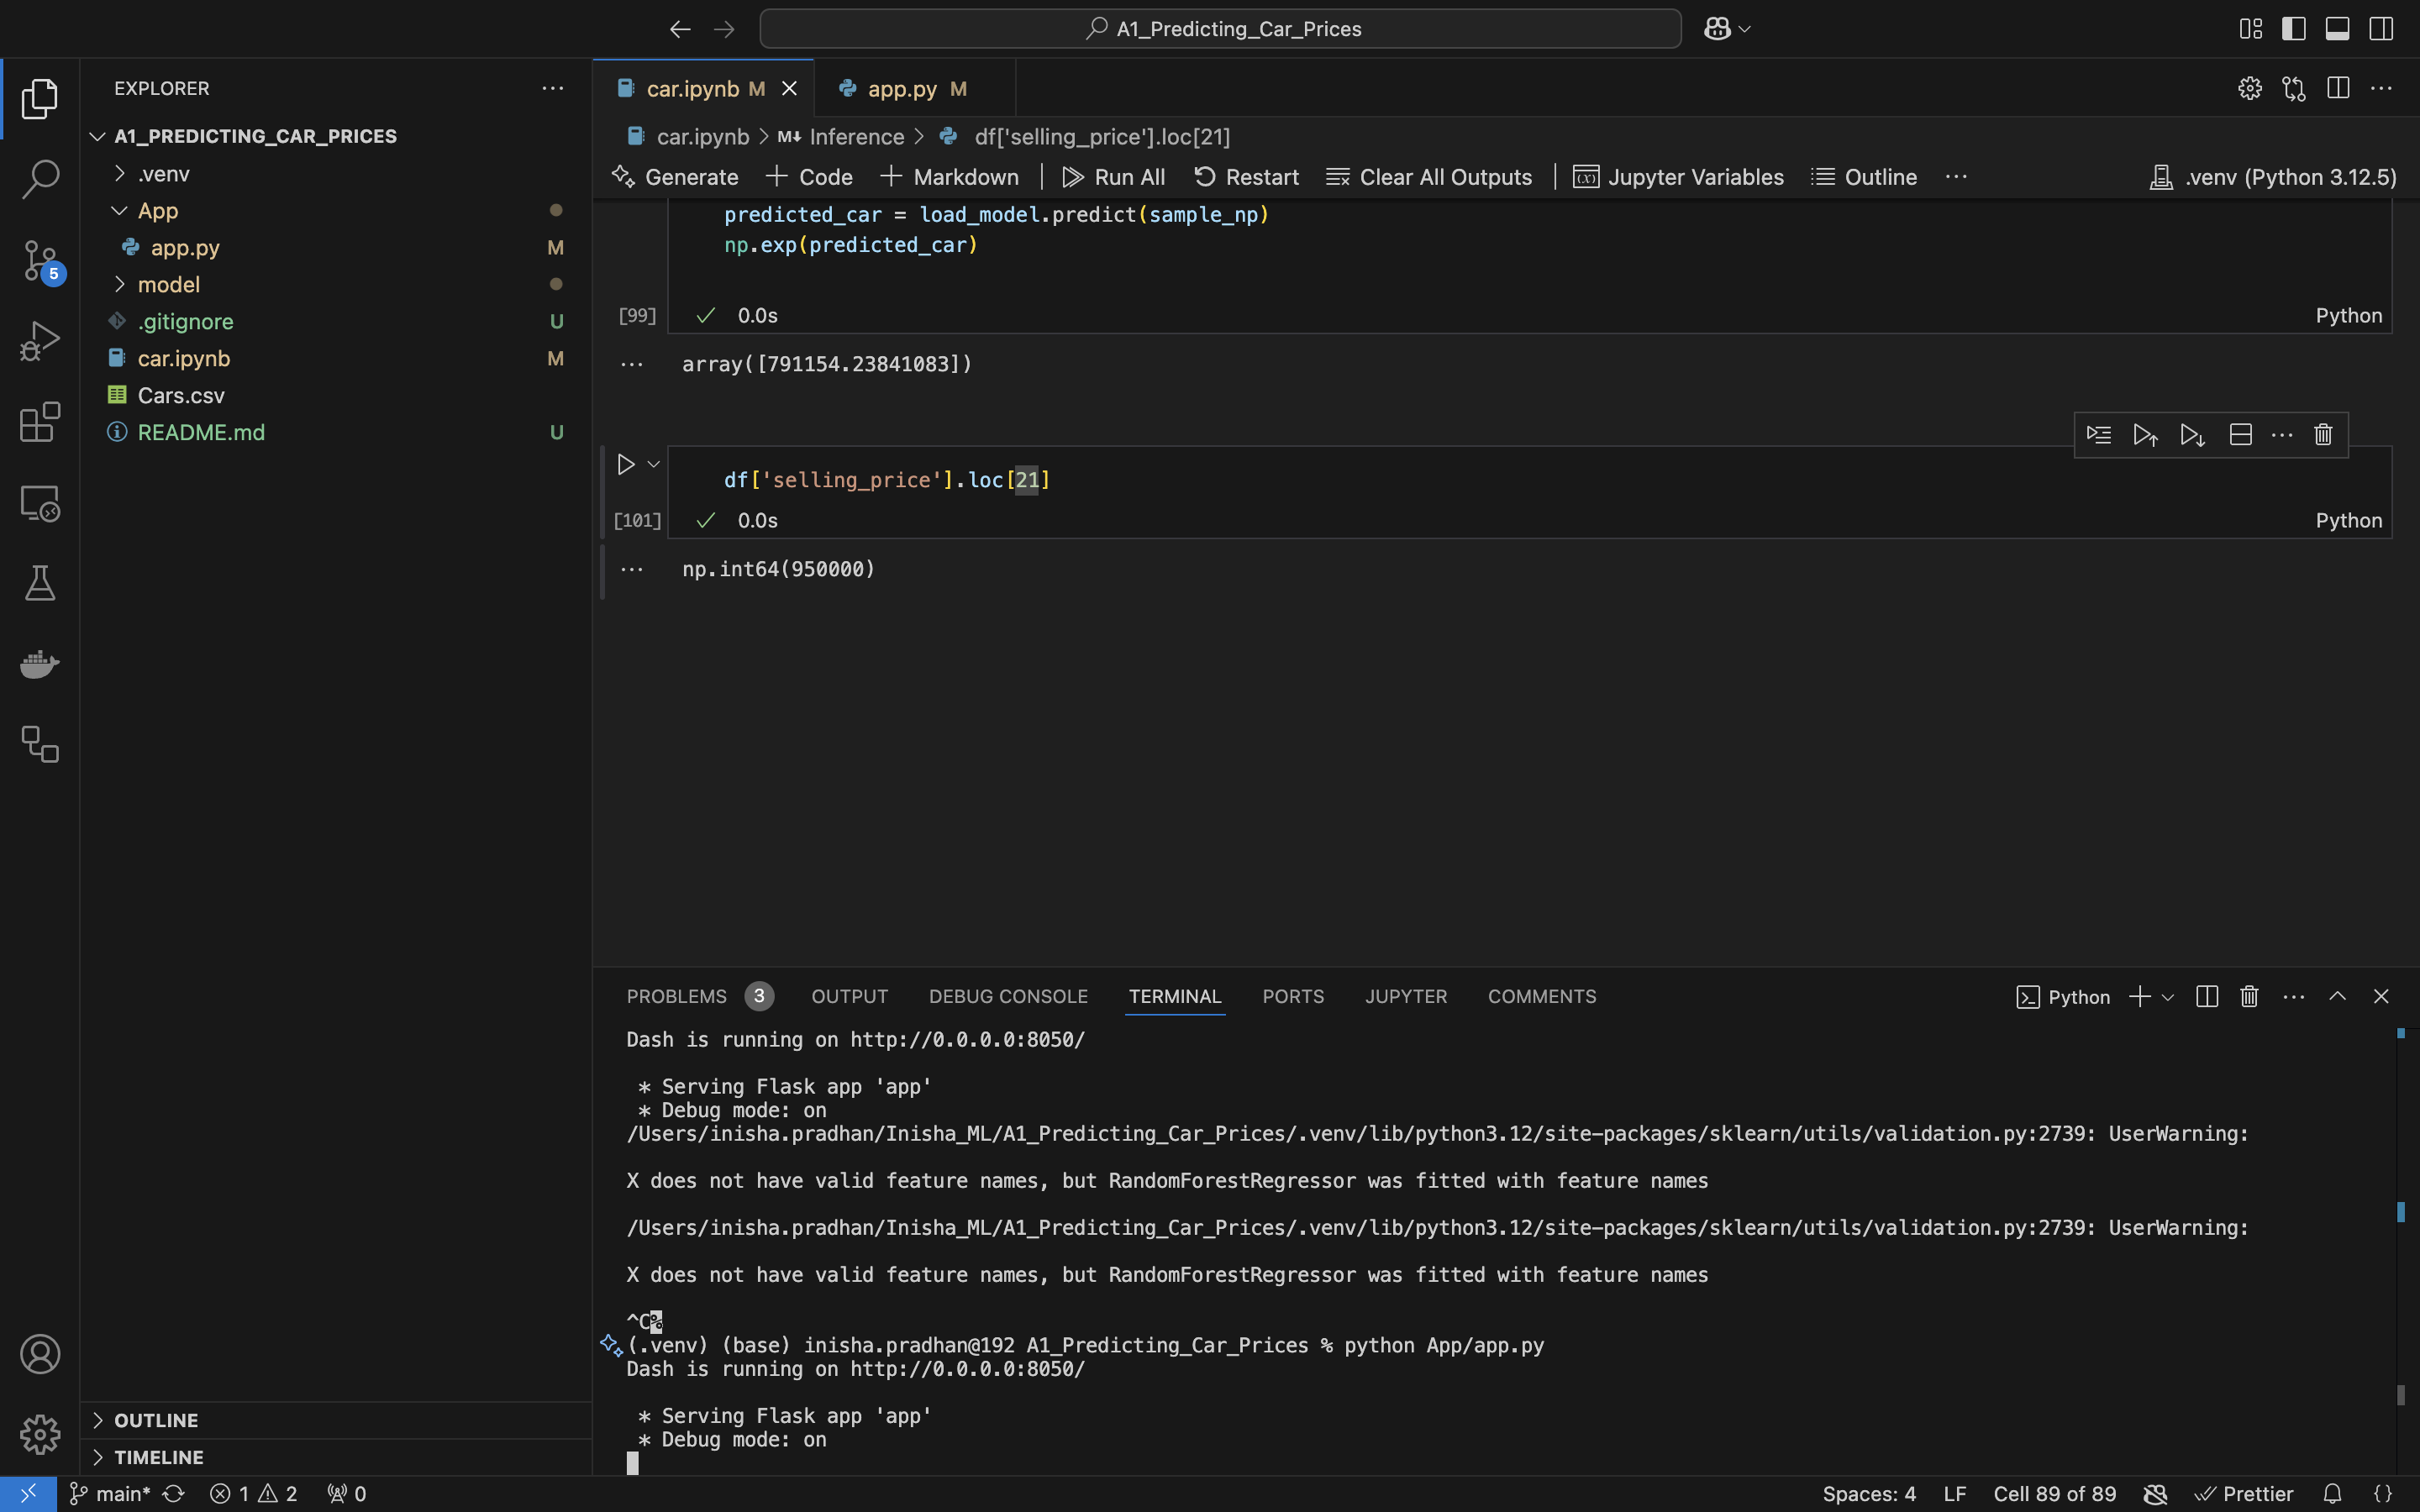 A1_Predicting_Car_Prices
EXPLORER
A1_PREDICTING_CAR_PRICES
.venv
App
app.py M
model
.gitignore U
car.ipynb M
Cars.csv
README.md U
5
OUTLINE
TIMELINE
car.ipynb M
app.py M
car.ipynb > M↓ Inference > df['selling_price'].loc[21]
Generate + Code + Markdown | Run All Restart Clear All Outputs | Jupyter Variables Outline ... .venv (Python 3.12.5)
predicted_car = load_model.predict(sample_np)
np.exp(predicted_car)
[99] ✓ 0.0s Python
... array([791154.23841083])
df['selling_price'].loc[21]
[101] ✓ 0.0s Python
... np.int64(950000)
PROBLEMS 3 OUTPUT DEBUG CONSOLE TERMINAL PORTS JUPYTER COMMENTS Python
Dash is running on http://0.0.0.0:8050/
* Serving Flask app 'app'
* Debug mode: on
/Users/inisha.pradhan/Inisha_ML/A1_Predicting_Car_Prices/.venv/lib/python3.12/site-packages/sklearn/utils/validation.py:2739: UserWarning:
X does not have valid feature names, but RandomForestRegressor was fitted with feature names
/Users/inisha.pradhan/Inisha_ML/A1_Predicting_Car_Prices/.venv/lib/python3.12/site-packages/sklearn/utils/validation.py:2739: UserWarning:
X does not have valid feature names, but RandomForestRegressor was fitted with feature names
^C%
(.venv) (base) inisha.pradhan@192 A1_Predicting_Car_Prices % python App/app.py
Dash is running on http://0.0.0.0:8050/
* Serving Flask app 'app'
* Debug mode: on
main* 1 2 0 Spaces: 4 LF Cell 89 of 89 Prettier {}